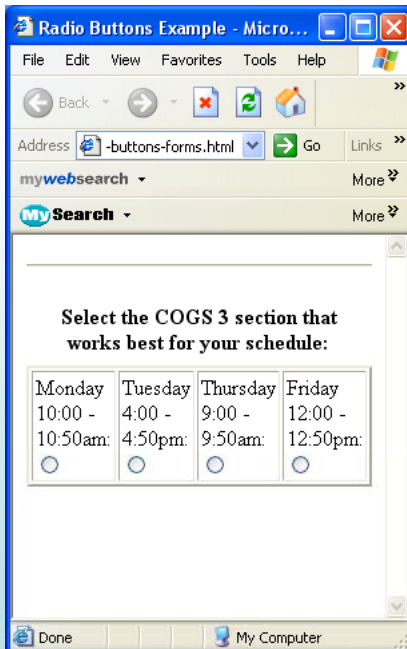 Radio Buttons Example - Micro...
File Edit View Favorites Tools Help
Back
Address -buttons-forms.html Go Links
mywebsearch More
My Search More
Select the COGS 3 section that
works best for your schedule:
Monday Tuesday Thursday Friday
10:00 - 4:00 - 9:00 - 12:00 -
10:50am: 4:50pm: 9:50am: 12:50pm:
Done My Computer